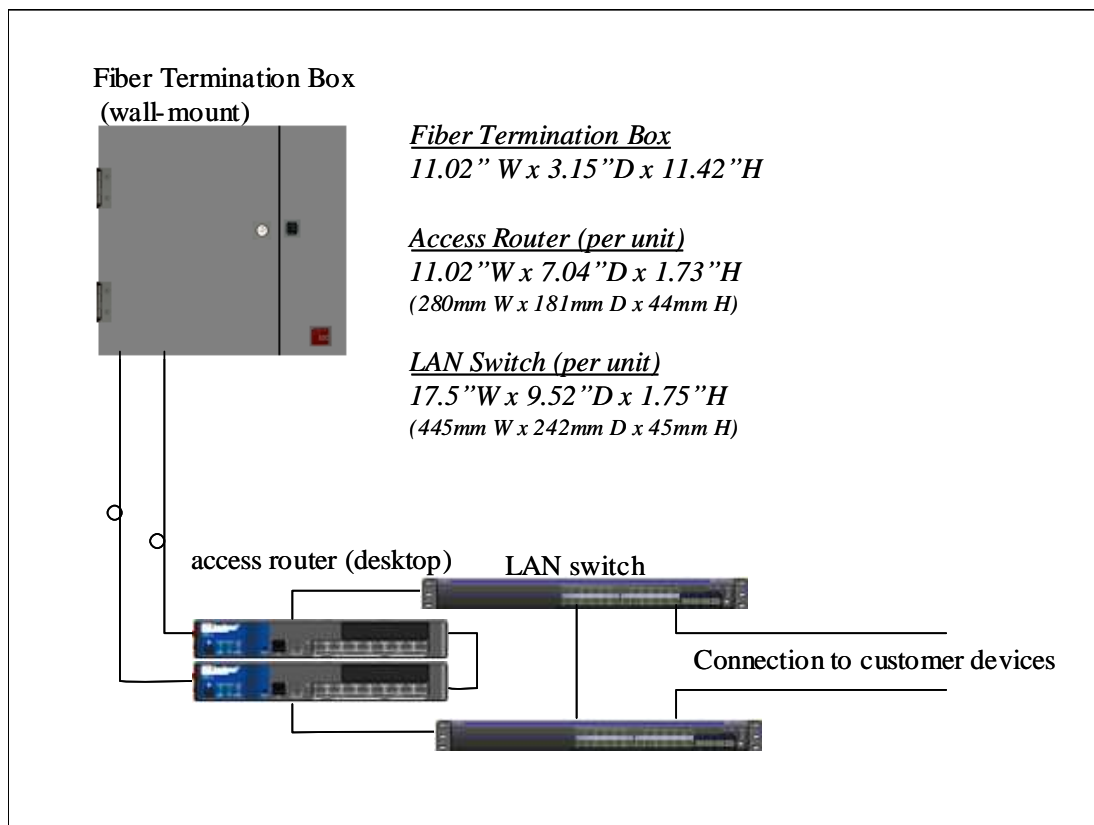 Fiber Termination Box
(wall-mount)
Fiber Termination Box
11.02” W x 3.15”D x 11.42”H
Access Router (per unit)
11.02”W x 7.04”D x 1.73”H
(280mm W x 181mm D x 44mm H)
LAN Switch (per unit)
17.5”W x 9.52”D x 1.75”H
(445mm W x 242mm D x 45mm H)
access router (desktop)
LAN switch
Connection to customer devices